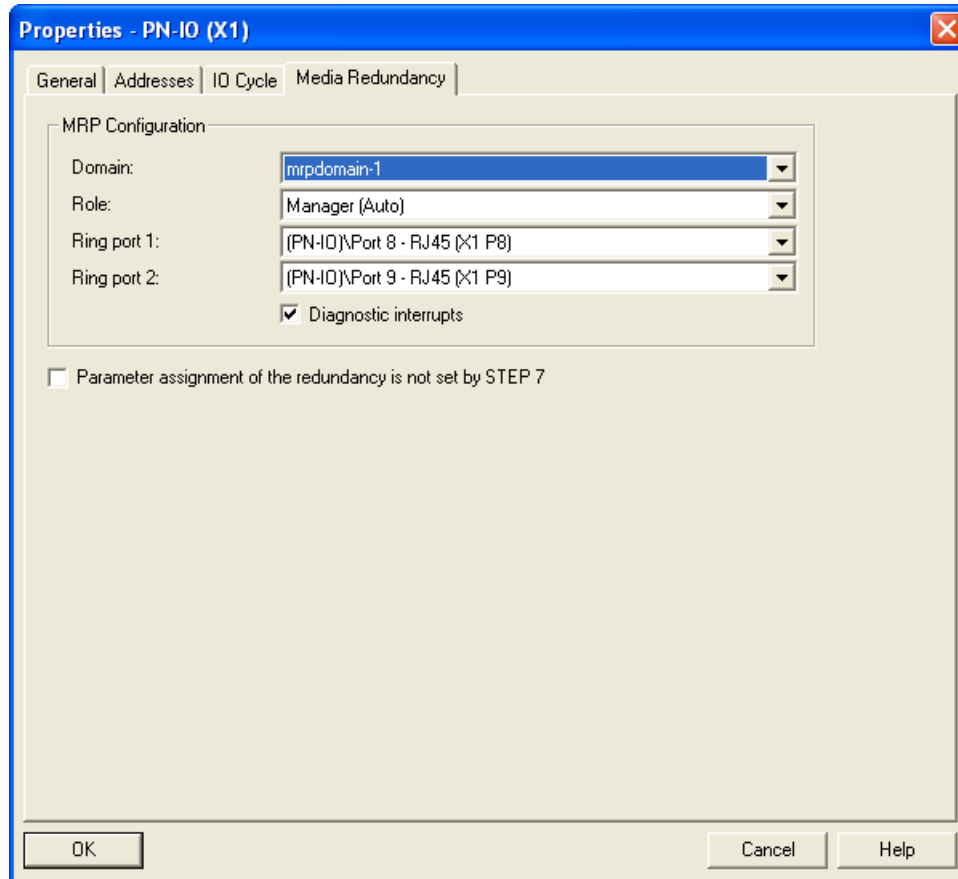 Properties - PN-IO (X1)
General Addresses IO Cycle Media Redundancy
MRP Configuration
Domain: mrpdomain-1
Role: Manager (Auto)
Ring port 1: (PN-IO)\Port 8 - RJ45 (X1 P8)
Ring port 2: (PN-IO)\Port 9 - RJ45 (X1 P9)
Diagnostic interrupts
Parameter assignment of the redundancy is not set by STEP 7
OK Cancel Help